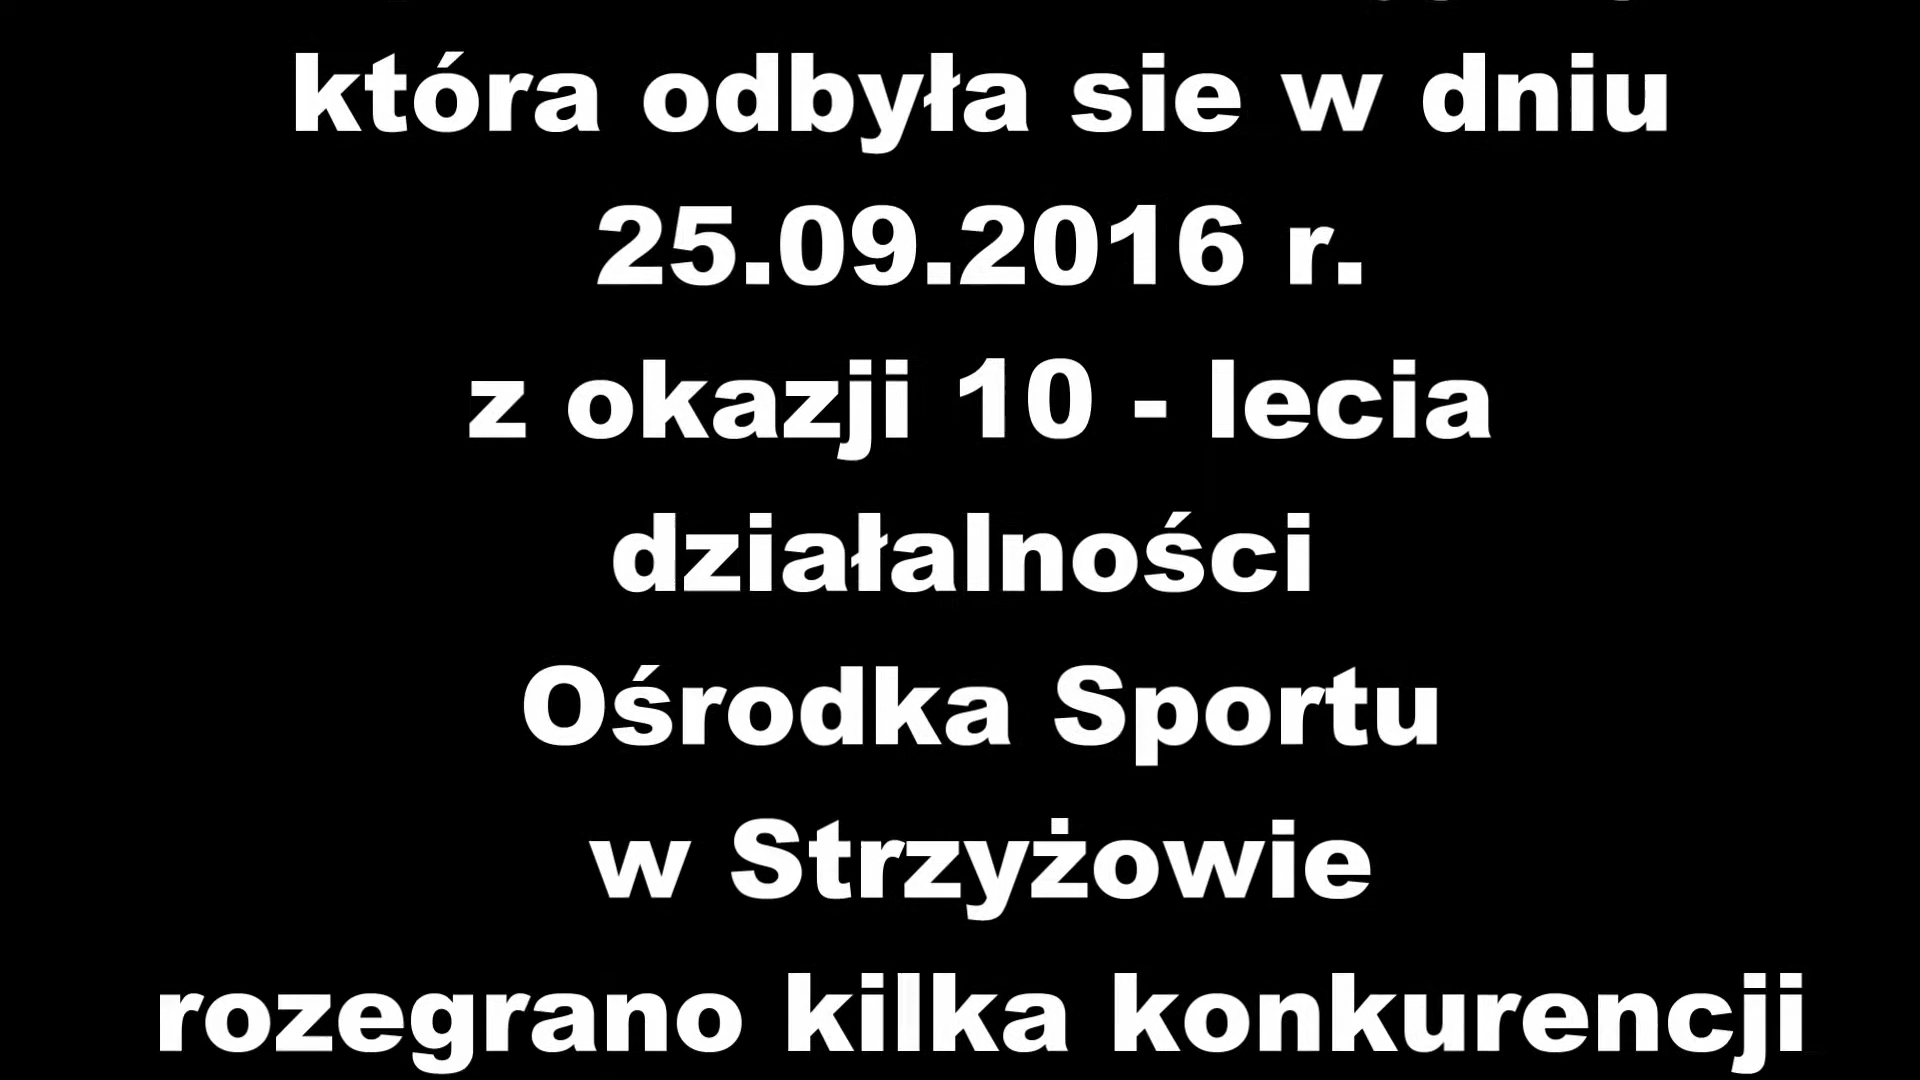 która odbyła sie w dniu
25.09.2016 r.
z okazji 10 - lecia
działalności
Ośrodka Sportu
w Strzyżowie
rozegrano kilka konkurencji